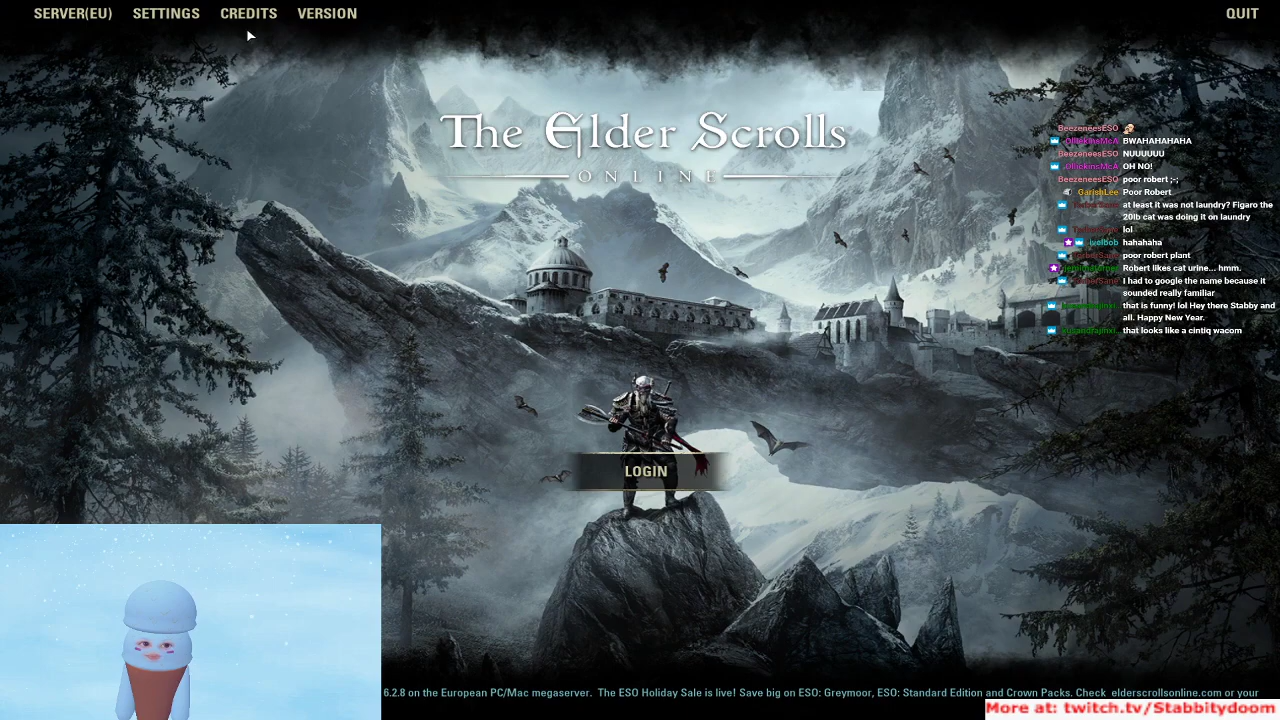 SERVER(EU) SETTINGS CREDITS VERSION QUIT
The Elder Scrolls
ONLINE
BeezeneesESO
OllickinsMcA BWAHAHAHAHA
BeezeneesESO NUUUUUU
OllickinsMcA OH NO!
BeezeneesESO poor robert ;-;
GarishLee Poor Robert
at least it was not laundry? Figaro the
20lb cat was doing it on laundry
lol
hahahaha
poor robert plant
Robert likes cat urine... hmm.
I had to google the name because it
sounded really familiar
that is funny! lol Hey there Stabby and
all. Happy New Year.
that looks like a cintiq wacom
LOGIN
6.2.8 on the European PC/Mac megaserver. The ESO Holiday Sale is live! Save big on ESO: Greymoor, ESO: Standard Edition and Crown Packs. Check elderscrollsonline.com or your
More at: twitch.tv/Stabbitydoom